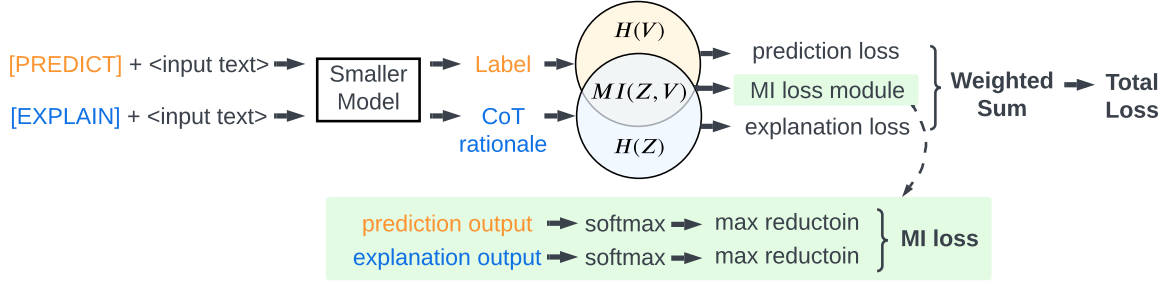 [PREDICT] + <input text>
[EXPLAIN] + <input text>
Smaller
Model
Label
CoT
rationale
H(V)
MI(Z,V)
H(Z)
prediction loss
MI loss module
explanation loss
Weighted
Sum
Total
Loss
prediction output softmax max reductoin
explanation output softmax max reductoin
MI loss